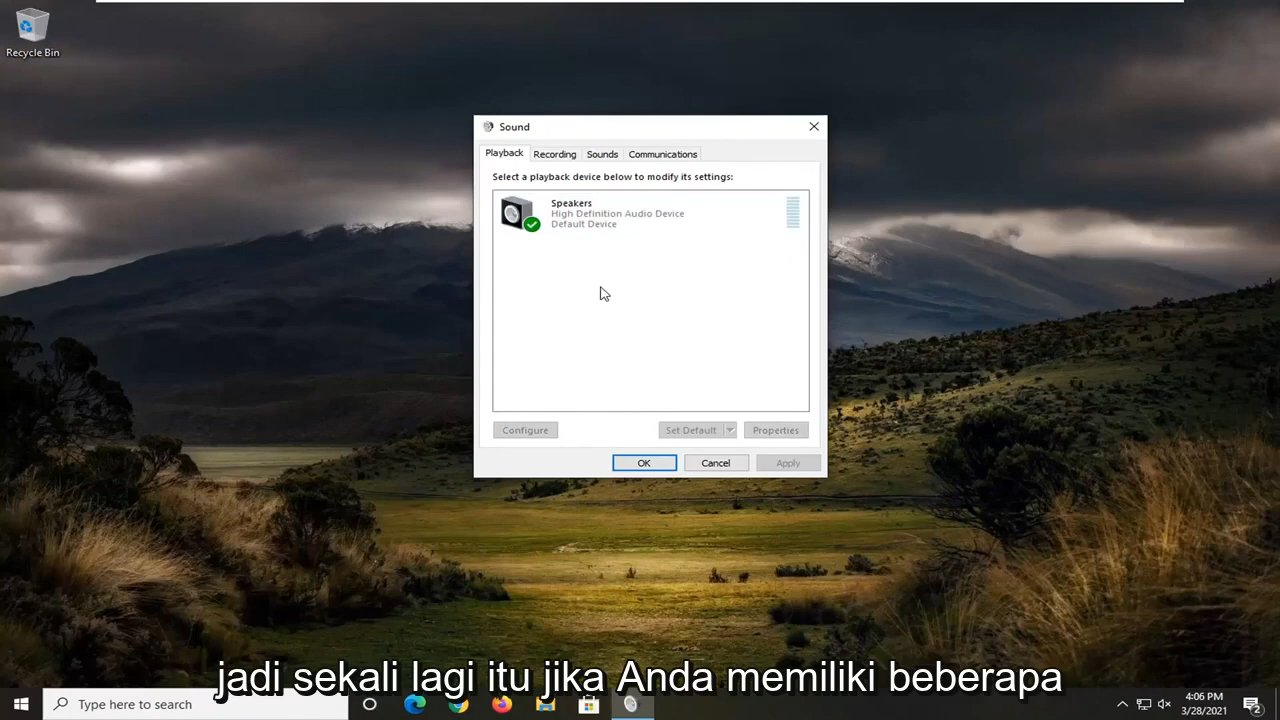 Recycle Bin
Sound
Playback
Recording
Sounds
Communications
Select a playback device below to modify its settings:
Speakers
High Definition Audio Device
Default Device
Configure
Set Default
Properties
OK
Cancel
Apply
jadi sekali lagi itu jika Anda memiliki beberapa
Type here to search
4:06 PM
3/28/2021
2